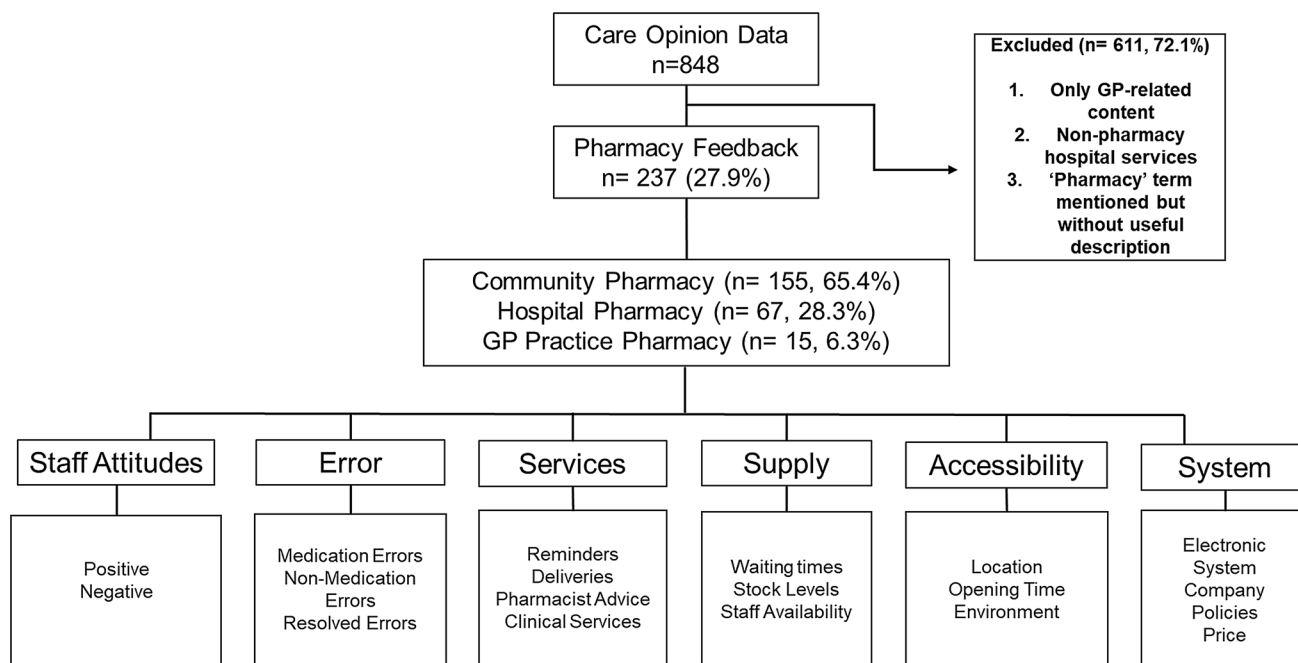 Care Opinion Data
n=848
Excluded (n= 611, 72.1%)
1. Only GP-related
content
2. Non-pharmacy
hospital services
3. ‘Pharmacy’ term
mentioned but
without useful
description
Pharmacy Feedback
n= 237 (27.9%)
Community Pharmacy (n= 155, 65.4%)
Hospital Pharmacy (n= 67, 28.3%)
GP Practice Pharmacy (n= 15, 6.3%)
Staff Attitudes
Positive
Negative
Error
Medication Errors
Non-Medication
Errors
Resolved Errors
Services
Reminders
Deliveries
Pharmacist Advice
Clinical Services
Supply
Waiting times
Stock Levels
Staff Availability
Accessibility
Location
Opening Time
Environment
System
Electronic
System
Company
Policies
Price